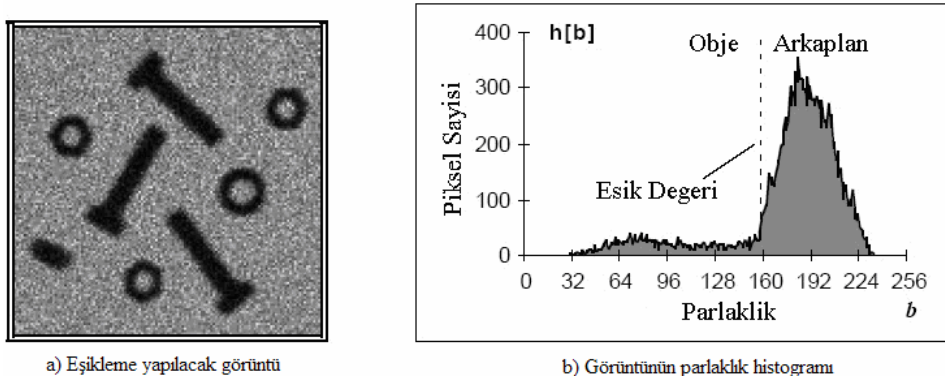 h[b]
Obje
Arkaplan
400
300
200
100
0
Piksel Sayisi
Esik Degeri
0 32 64 96 128 160 192 224 256
Parlaklik
b
a) Eşikleme yapılacak görüntü
b) Görüntünün parlaklık histogramı